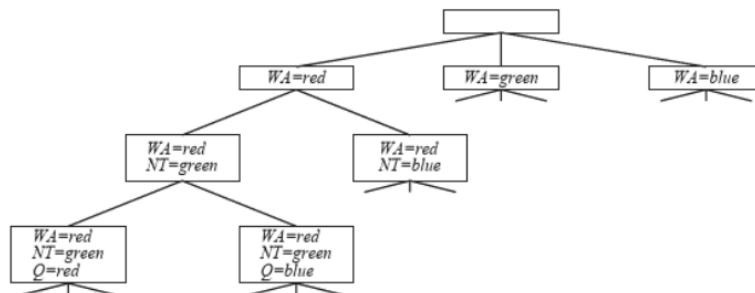 WA=red
WA=green
WA=blue
WA=red
NT=green
WA=red
NT=blue
WA=red
NT=green
Q=red
WA=red
NT=green
Q=blue